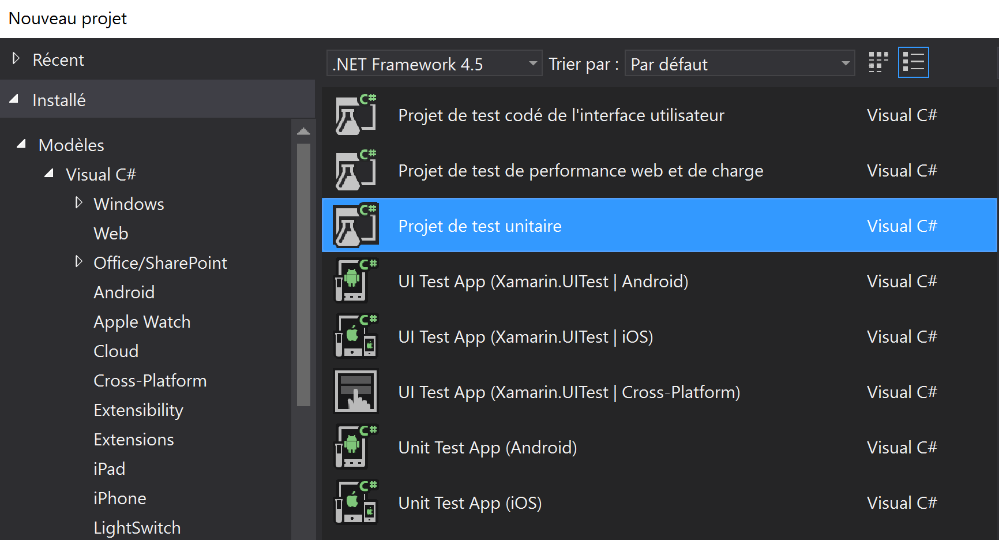 Nouveau projet
Récent
Installé
Modèles
Visual C#
Windows
Web
Office/SharePoint
Android
Apple Watch
Cloud
Cross-Platform
Extensibility
Extensions
iPad
iPhone
LightSwitch
.NET Framework 4.5 Trier par : Par défaut
C#
Projet de test codé de l'interface utilisateur Visual C#
C#
Projet de test de performance web et de charge Visual C#
C#
Projet de test unitaire Visual C#
C#
UI Test App (Xamarin.UITest | Android) Visual C#
C#
UI Test App (Xamarin.UITest | iOS) Visual C#
UI Test App (Xamarin.UITest | Cross-Platform) Visual C#
C#
Unit Test App (Android) Visual C#
C#
Unit Test App (iOS) Visual C#